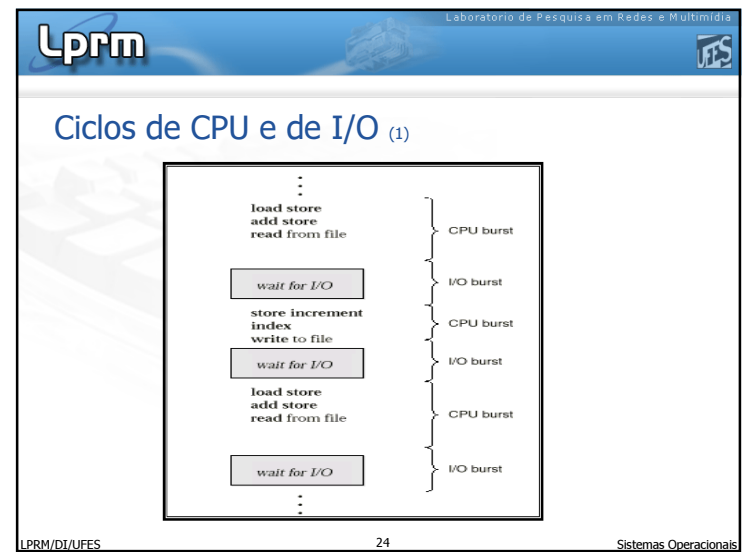 Laboratorio de Pesquisa em Redes e Multimídia
Lprm
UFES
Ciclos de CPU e de I/O (1)
load store
add store
read from file
CPU burst
wait for I/O
I/O burst
store increment
index
write to file
CPU burst
wait for I/O
I/O burst
load store
add store
read from file
CPU burst
wait for I/O
I/O burst
LPRM/DI/UFES
24
Sistemas Operacionais